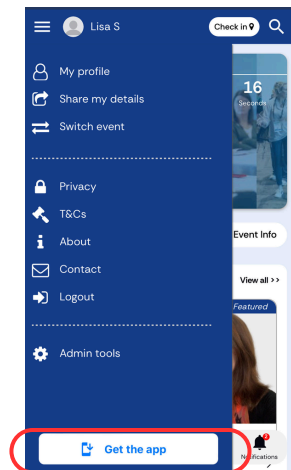 Lisa S
Check in
My profile
16
Share my details
Seconds
Switch event
Privacy
T&Cs
Event Info
About
Contact
View all >>
Logout
Featured
Admin tools
Get the app
Notifications